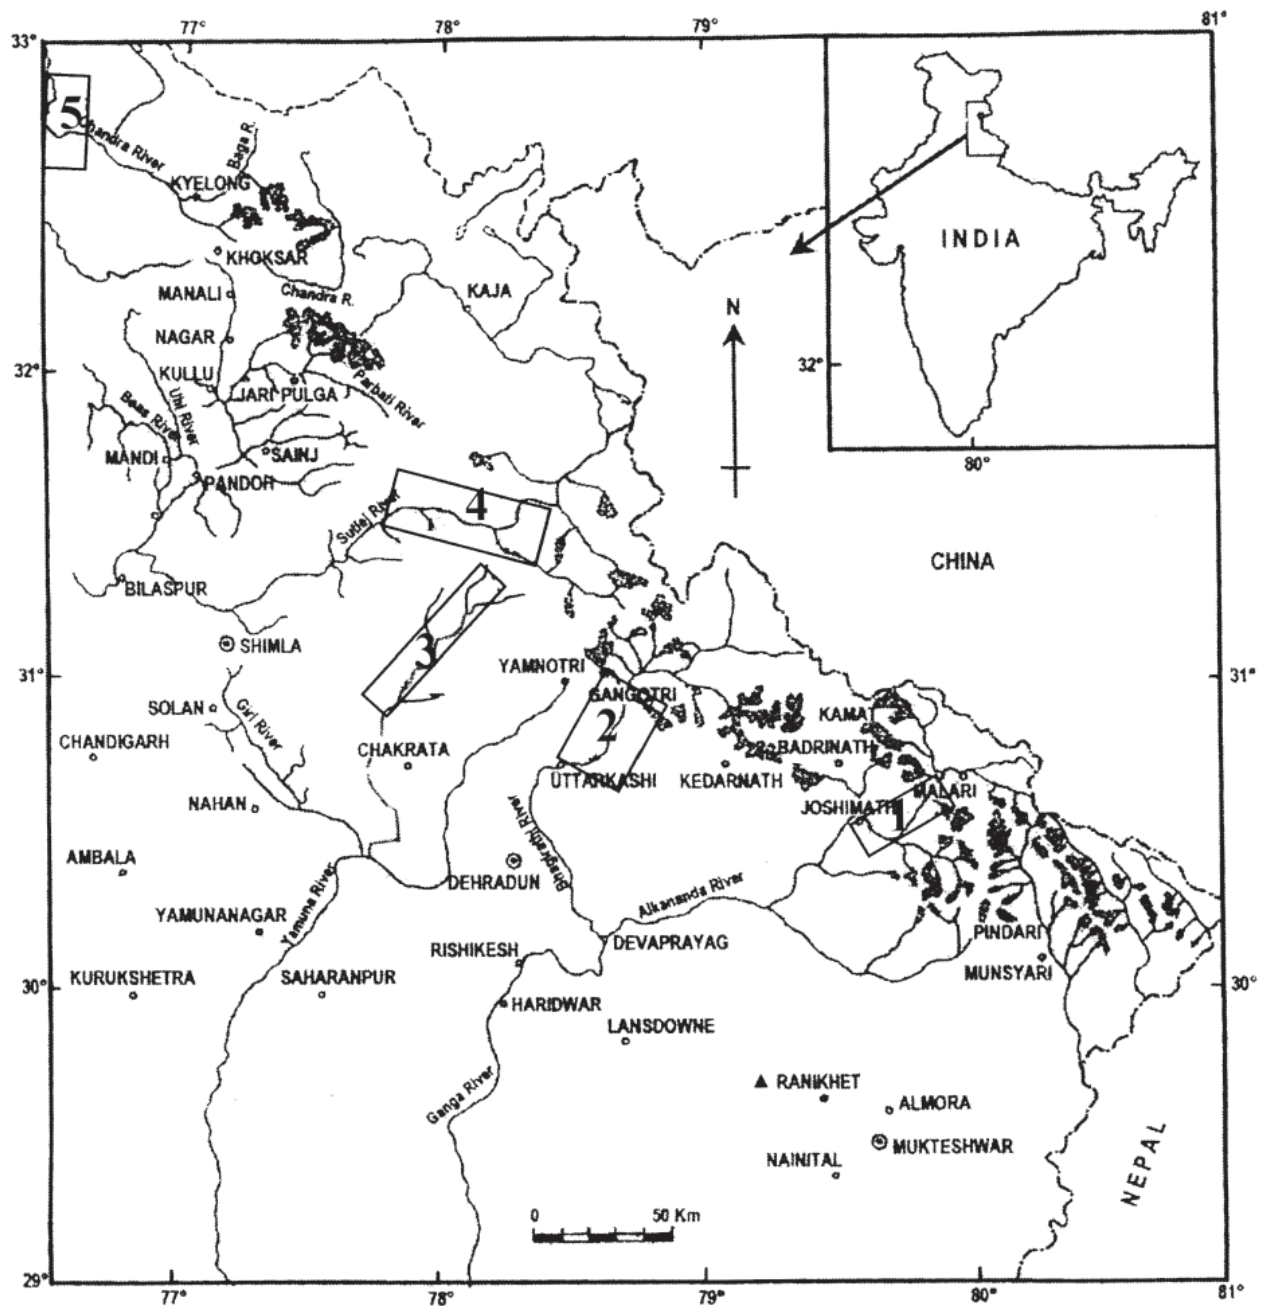 77°
78°
79°
81°
33°
5
Chandra River
Baga R.
KYELONG
INDIA
KHOKSAR
MANALI
Chandra R.
KAJA
N
NAGAR
32°
32°
KULLU
JARI PULGA
Parbati River
Beas River
Uhl River
80°
MANDI
SAINJ
PANDOH
4
Sutlej River
CHINA
BILASPUR
SHIMLA
3
YAMNOTRI
31°
31°
GANGOTRI
SOLAN
Giri River
KAMAT
2
CHANDIGARH
CHAKRATA
BADRINATH
UTTARKASHI
KEDARNATH
MALARI
NAHAN
JOSHIMATH
1
Bhagirathi River
AMBALA
DEHRADUN
Alkananda River
YAMUNANAGAR
Yamuna River
PINDARI
RISHIKESH
DEVAPRAYAG
KURUKSHETRA
SAHARANPUR
MUNSYARI
30°
30°
HARIDWAR
LANSDOWNE
RANIKHET
Ganga River
ALMORA
MUKTESHWAR
NAINITAL
NEPAL
0
50 Km
29°
77°
78°
79°
80°
81°